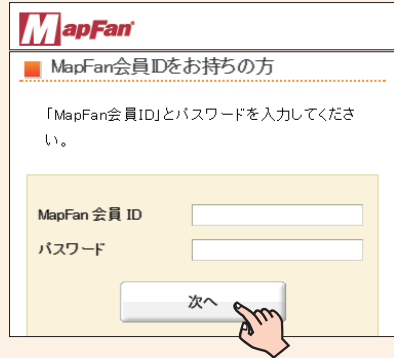 MapFan
MapFan会員IDをお持ちの方
「MapFan会員ID」とパスワードを入力してくださ
い。
MapFan 会員 ID
パスワード
次へ